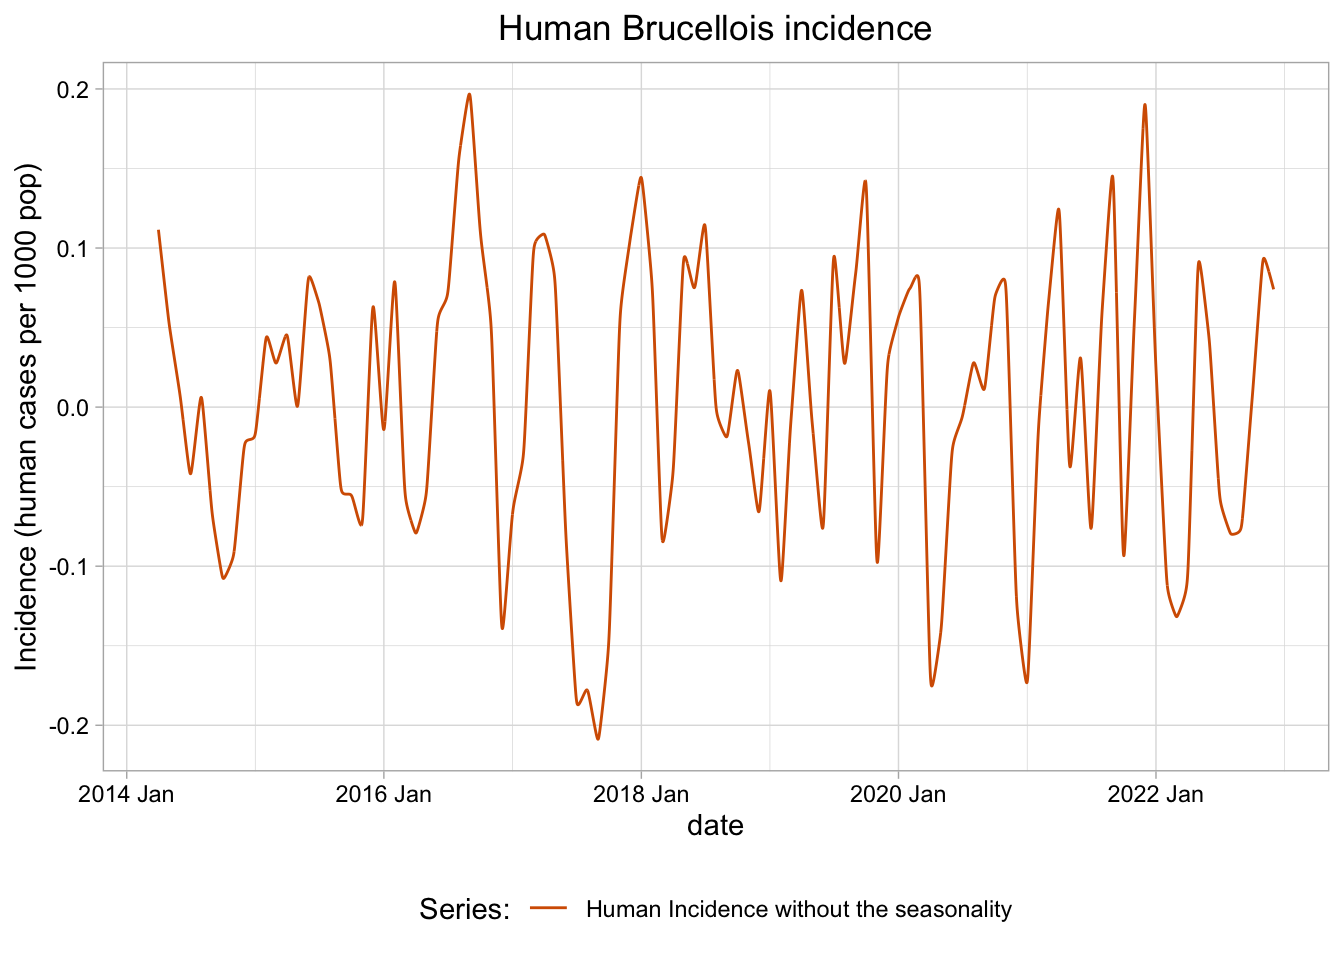 Human Brucellois incidence
Incidence (human cases per 1000 pop)
0.2
0.1
0.0
-0.1
-0.2
2014 Jan
2016 Jan
2018 Jan
2020 Jan
2022 Jan
date
Series: Human Incidence without the seasonality